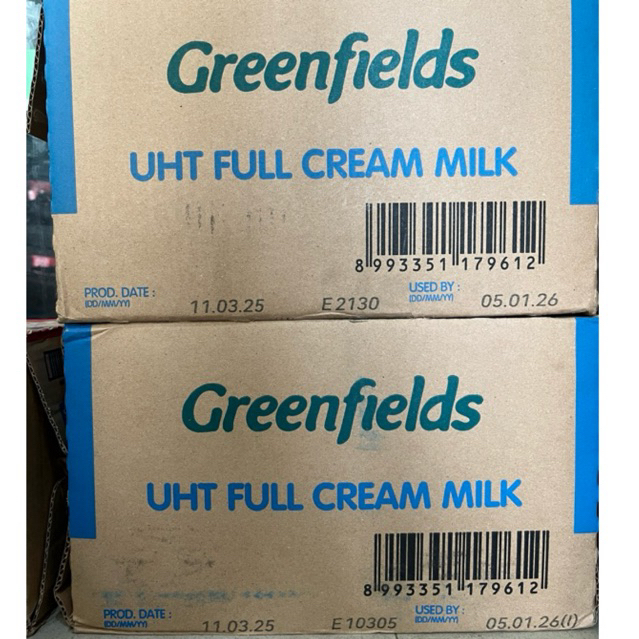 Greenfields
UHT FULL CREAM MILK
8 993351 179612
PROD. DATE :
(DD/MM/YY)
11.03.25
E2130
USED BY :
(DD/MM/YY)
05.01.26
Greenfields
UHT FULL CREAM MILK
8 993351 179612
PROD. DATE :
(DD/MM/YY)
11.03.25
E10305
USED BY :
(DD/MM/YY)
05.01.26(I)